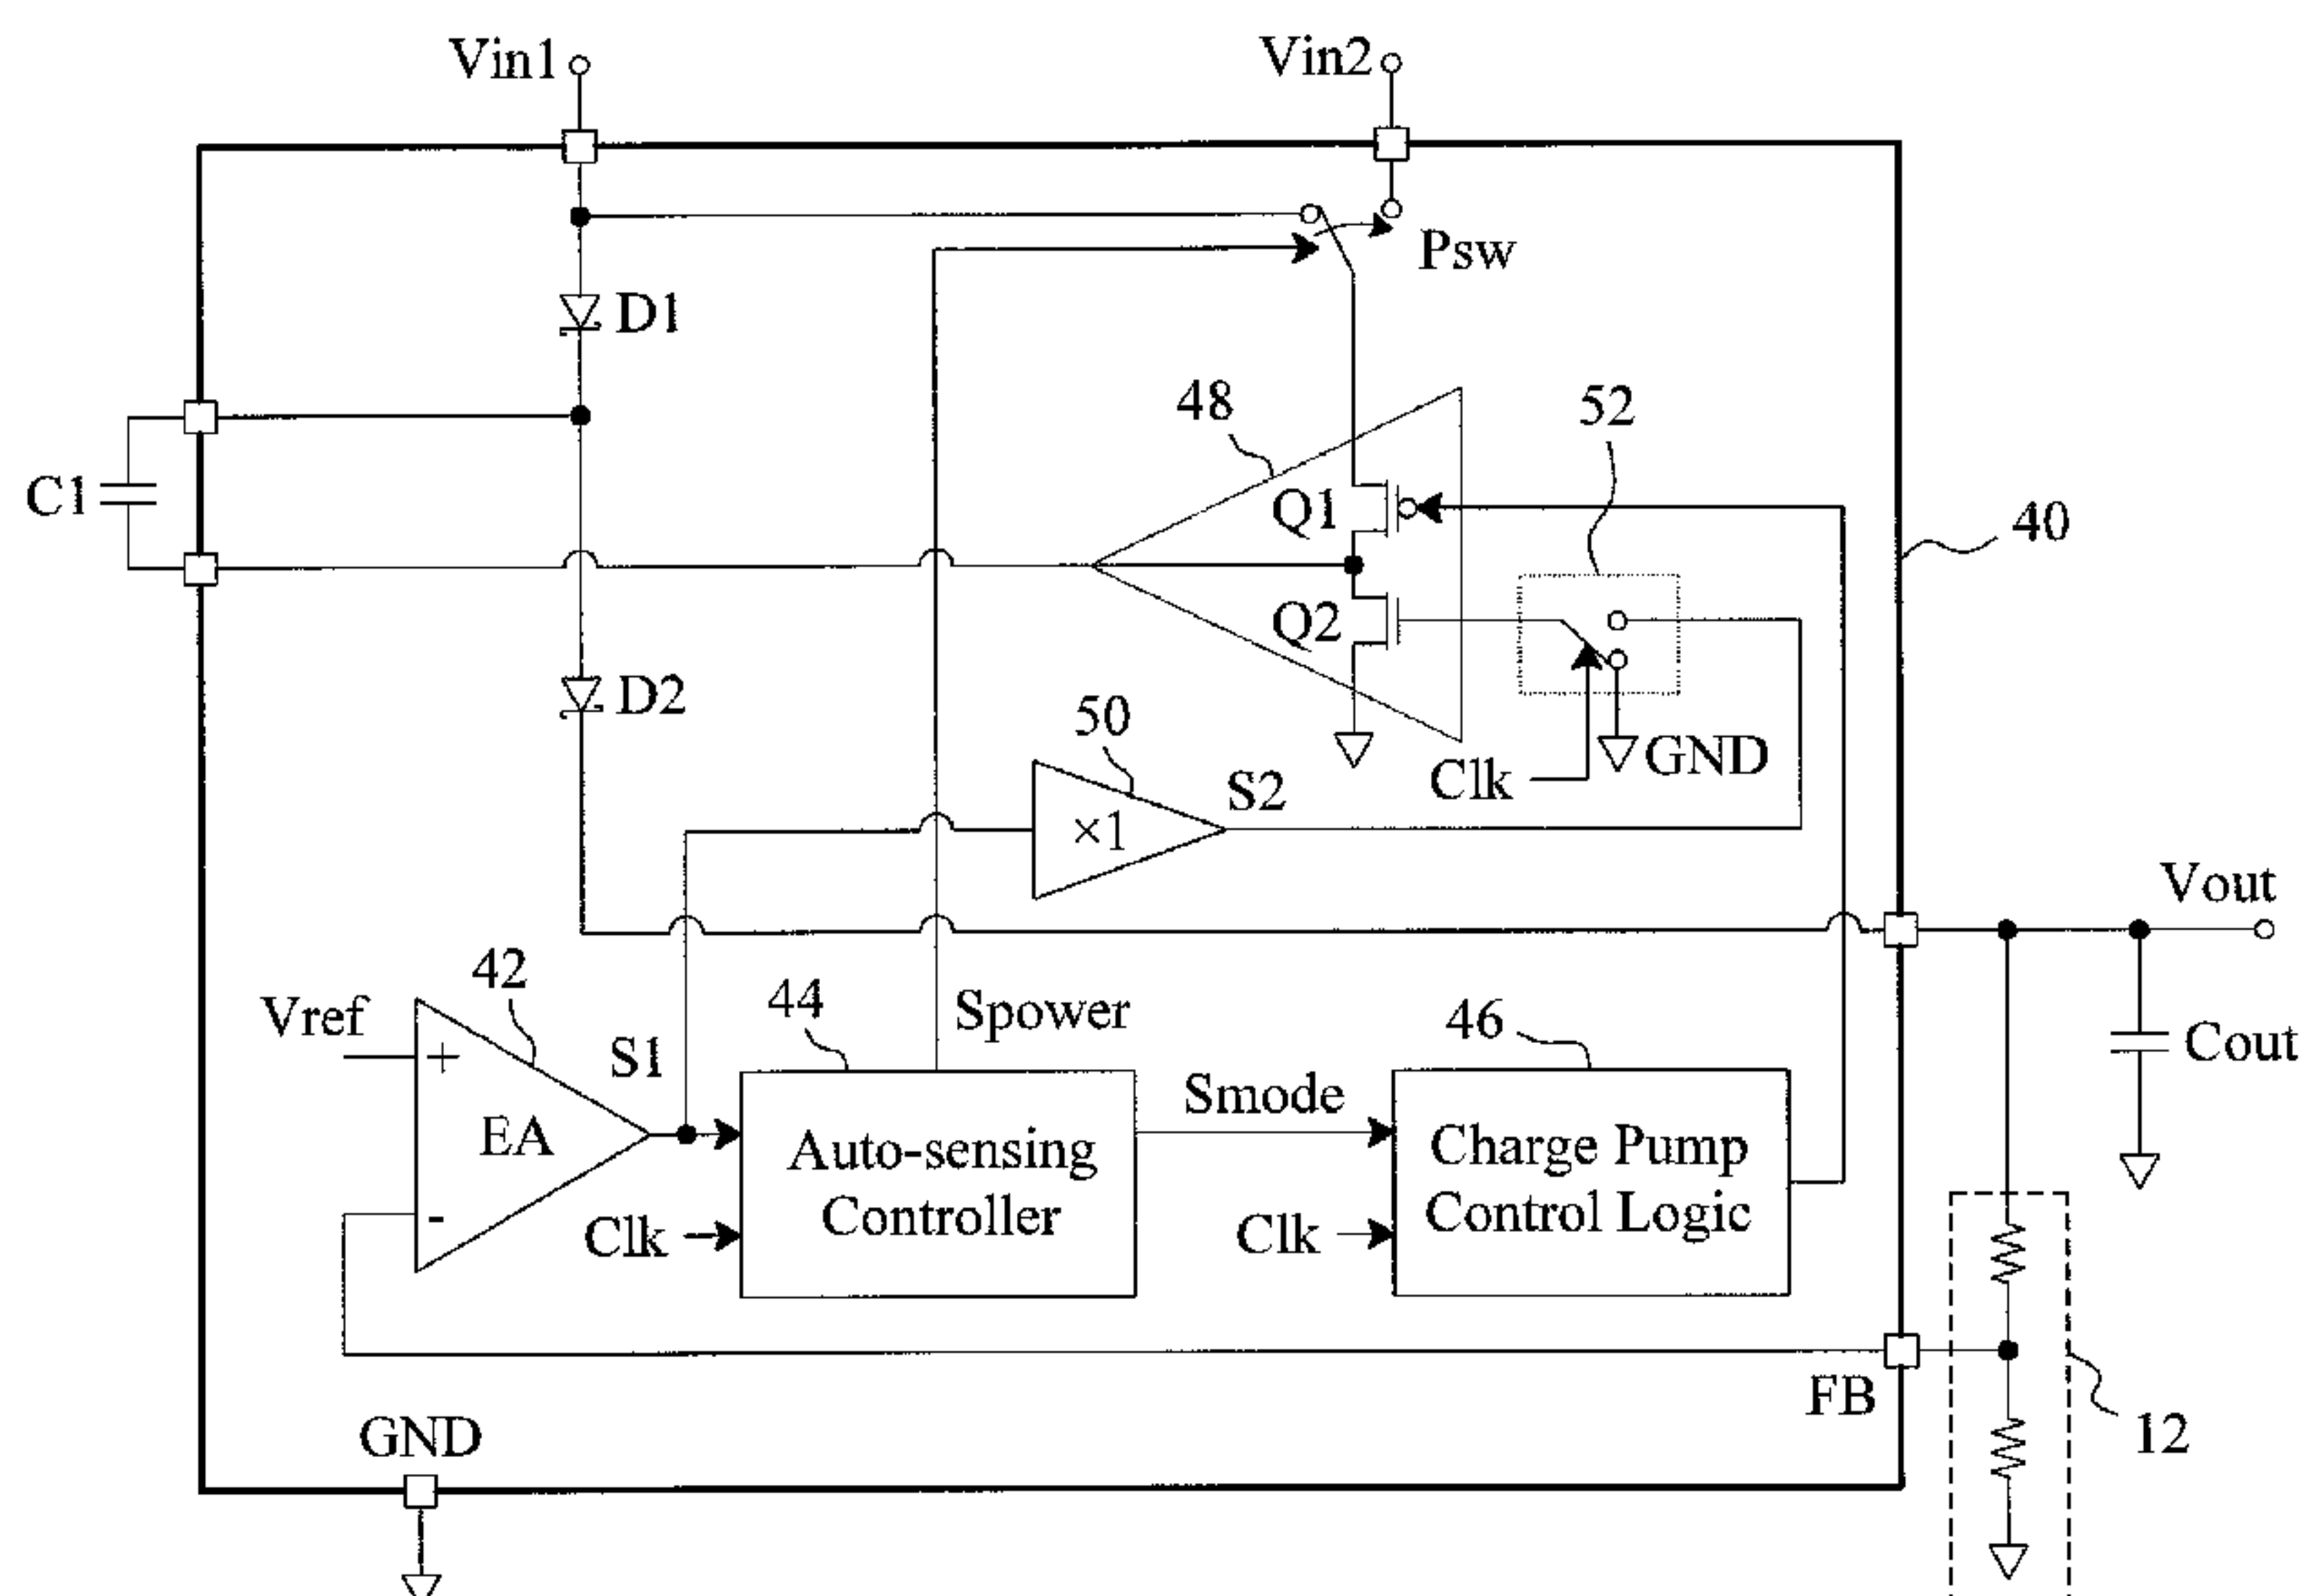 Vin1
Vin2
Psw
D1
48
52
C1
Q1
40
Q2
D2
50
S2
Clk
GND
×1
Vout
42
44
Spower
46
Vref
+
S1
Smode
Cout
EA
Auto-sensing
Controller
Charge Pump
Control Logic
-
Clk
Clk
FB
12
GND